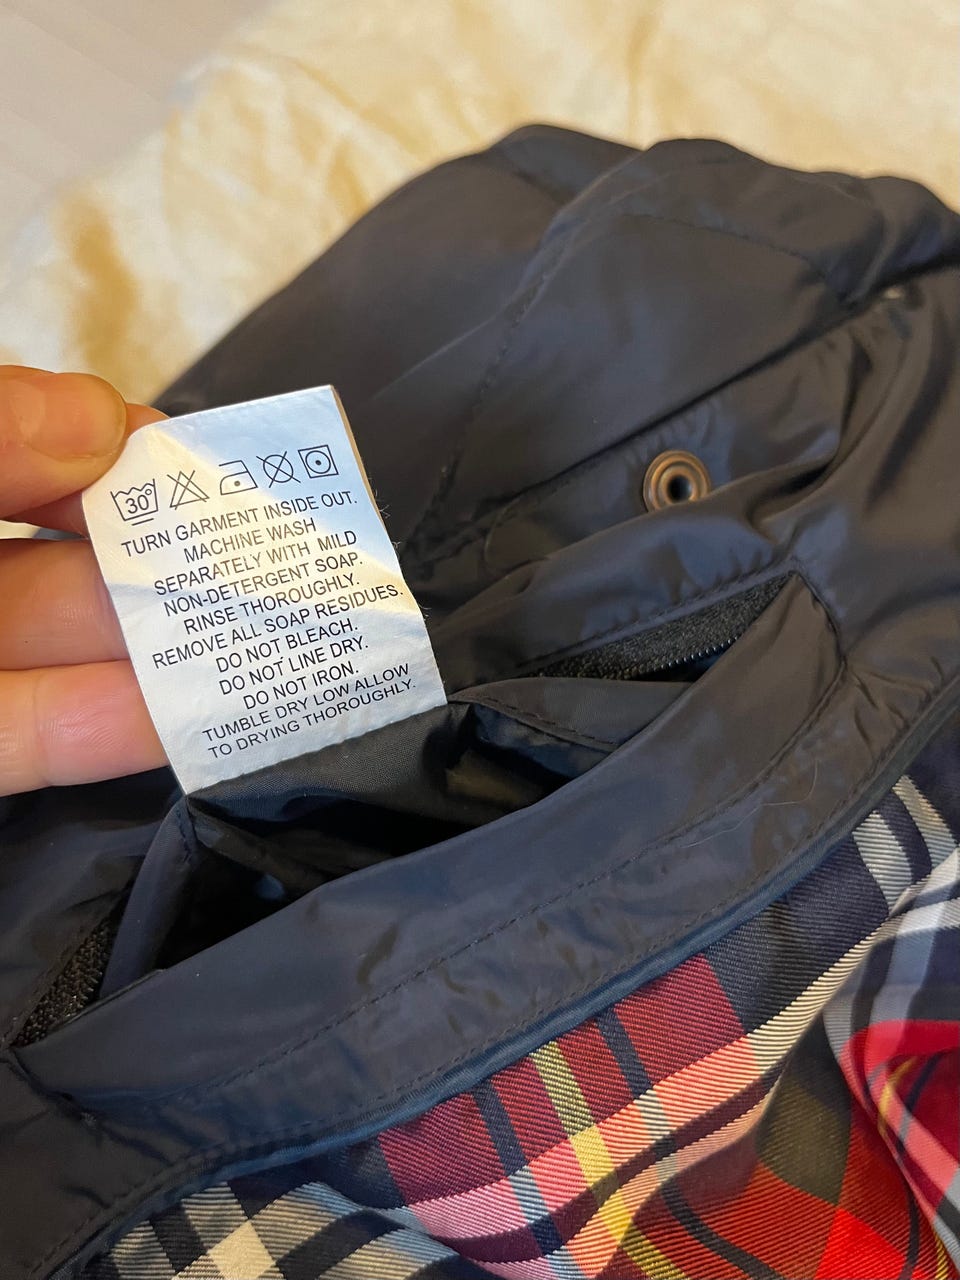 30°
TURN GARMENT INSIDE OUT.
MACHINE WASH
SEPARATELY WITH MILD
NON-DETERGENT SOAP.
RINSE THOROUGHLY.
REMOVE ALL SOAP RESIDUES.
DO NOT BLEACH.
DO NOT LINE DRY.
DO NOT IRON.
TUMBLE DRY LOW ALLOW
TO DRYING THOROUGHLY.